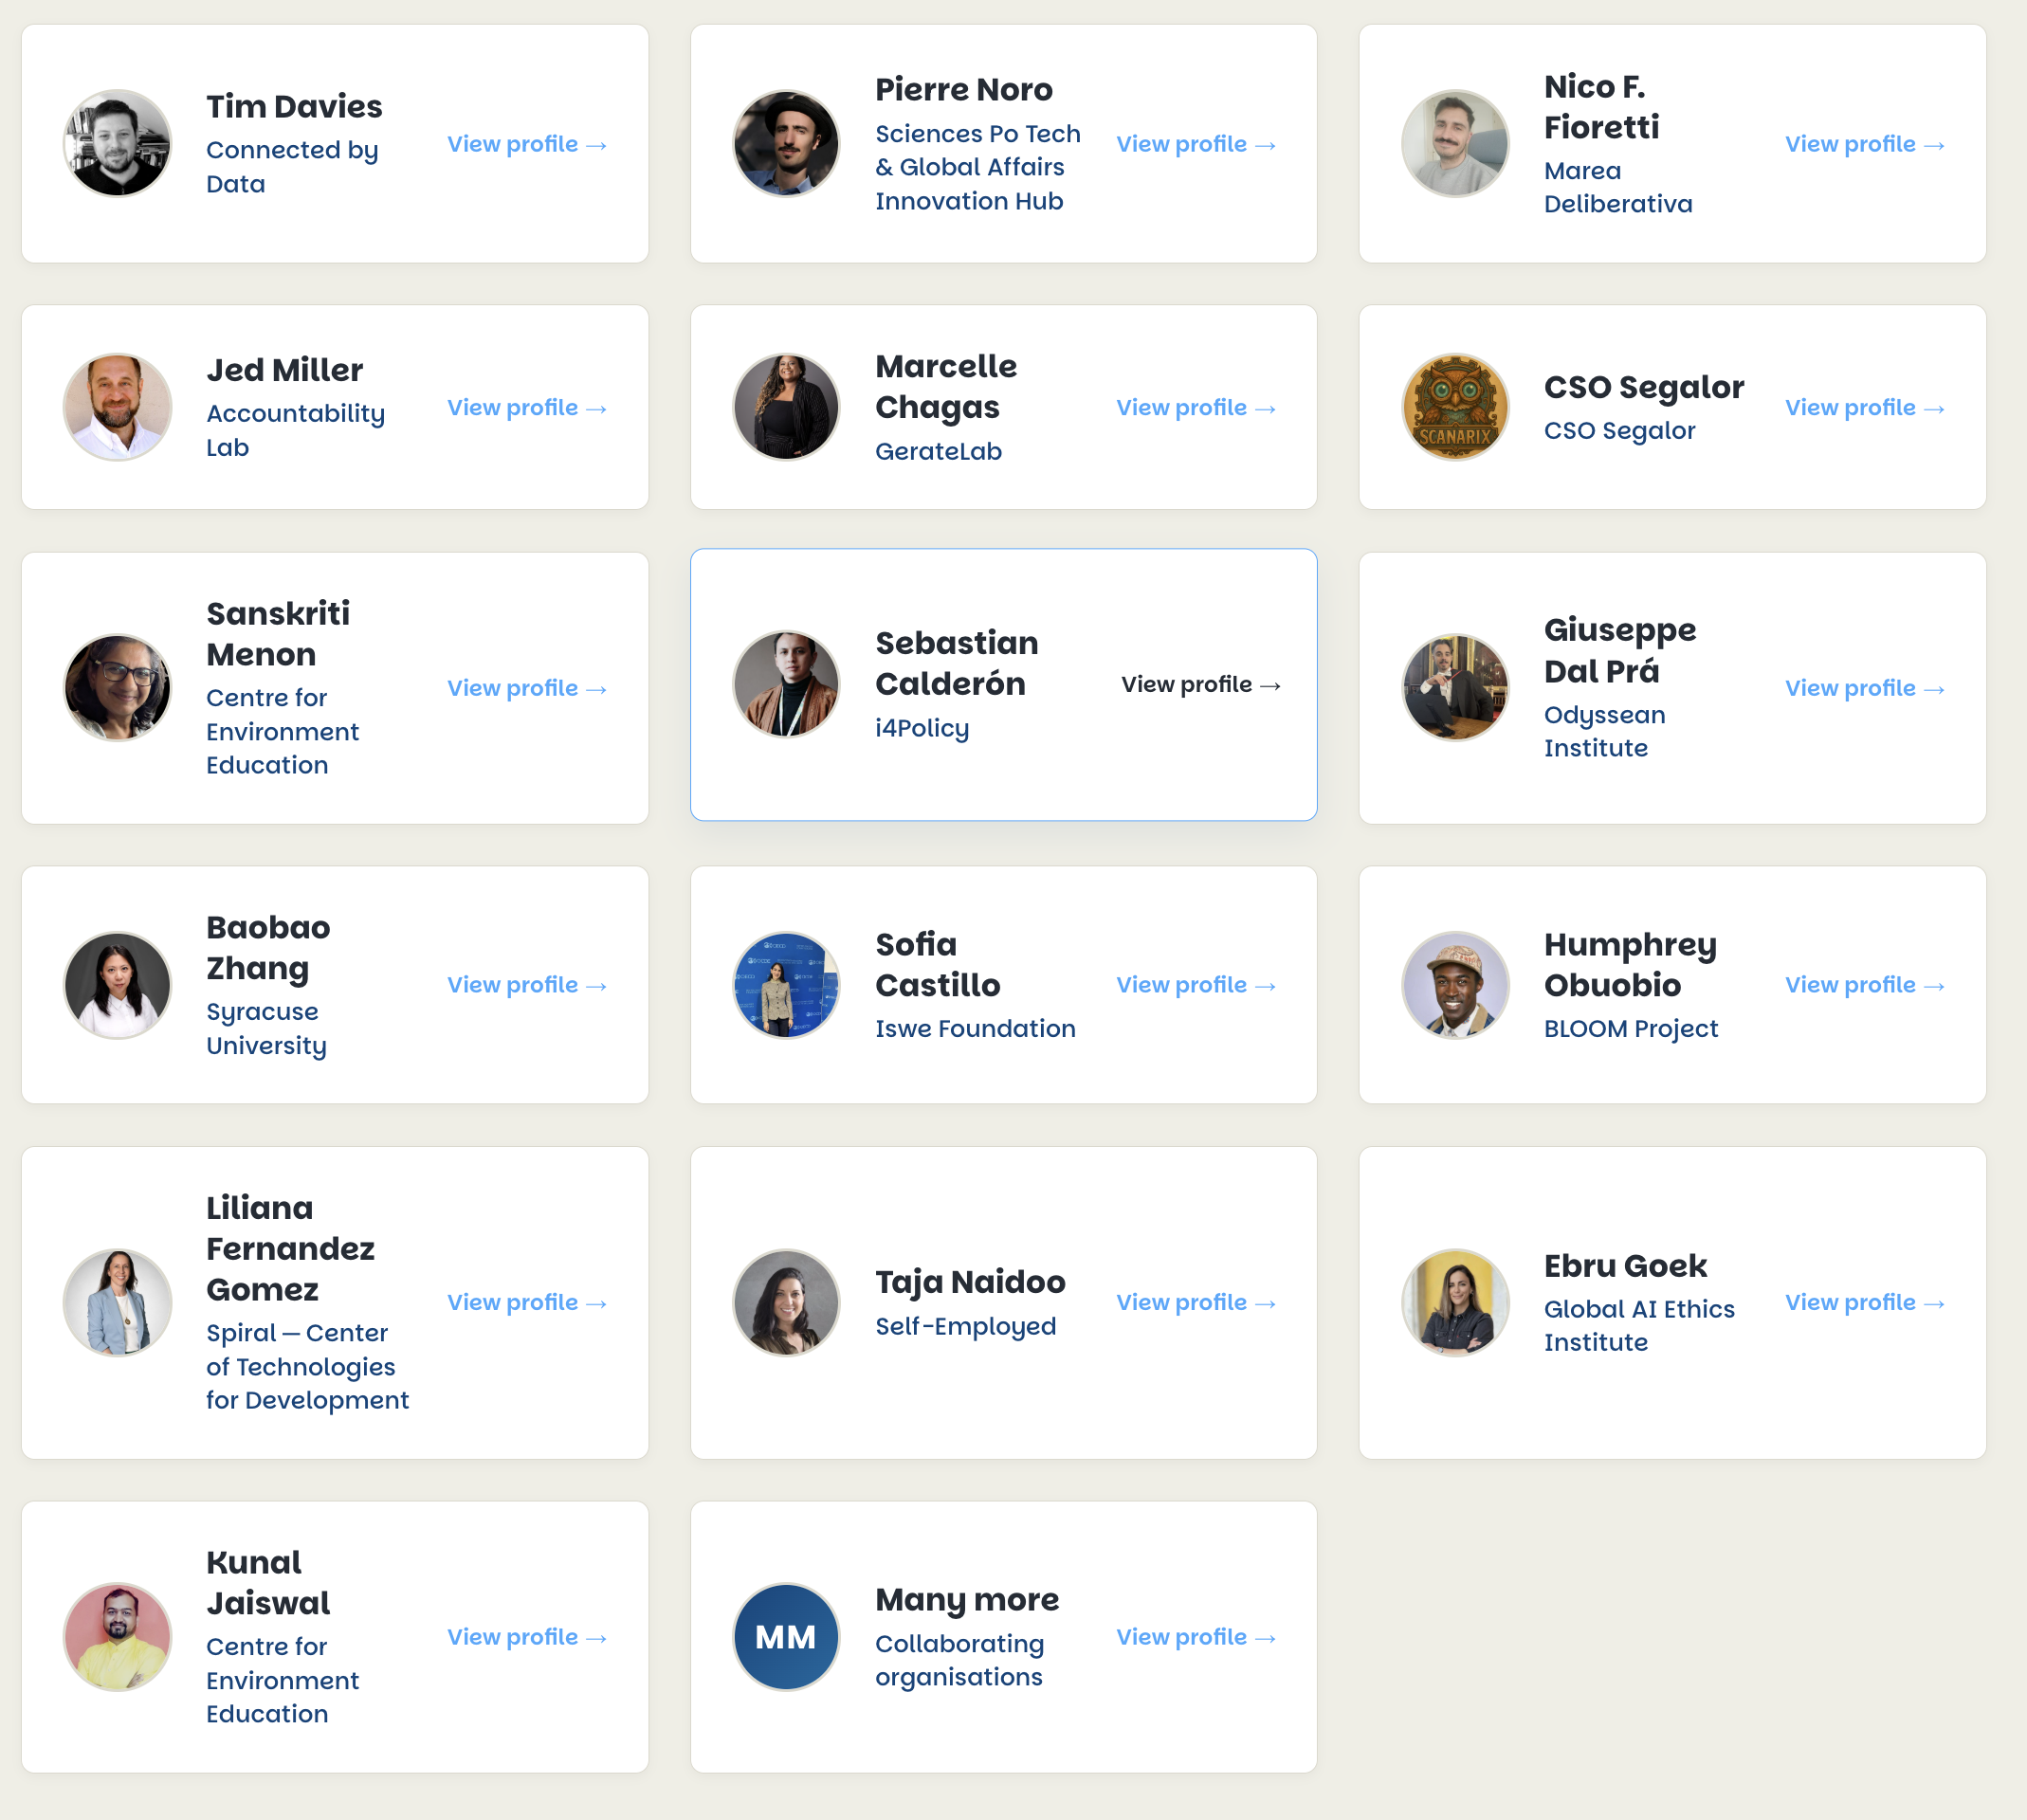 Tim Davies
Connected by
Data
View profile →
Pierre Noro
Sciences Po Tech
& Global Affairs
Innovation Hub
View profile →
Nico F.
Fioretti
Marea
Deliberativa
View profile →
Jed Miller
Accountability
Lab
View profile →
Marcelle
Chagas
GerateLab
View profile →
SCANARIX
CSO Segalor
CSO Segalor
View profile →
Sanskriti
Menon
Centre for
Environment
Education
View profile →
Sebastian
Calderón
i4Policy
View profile →
Giuseppe
Dal Prá
Odyssean
Institute
View profile →
Baobao
Zhang
Syracuse
University
View profile →
Sofia
Castillo
Iswe Foundation
View profile →
Humphrey
Obuobio
BLOOM Project
View profile →
Liliana
Fernandez
Gomez
Spiral — Center
of Technologies
for Development
View profile →
Taja Naidoo
Self-Employed
View profile →
Ebru Goek
Global AI Ethics
Institute
View profile →
Kunal
Jaiswal
Centre for
Environment
Education
View profile →
MM
Many more
Collaborating
organisations
View profile →